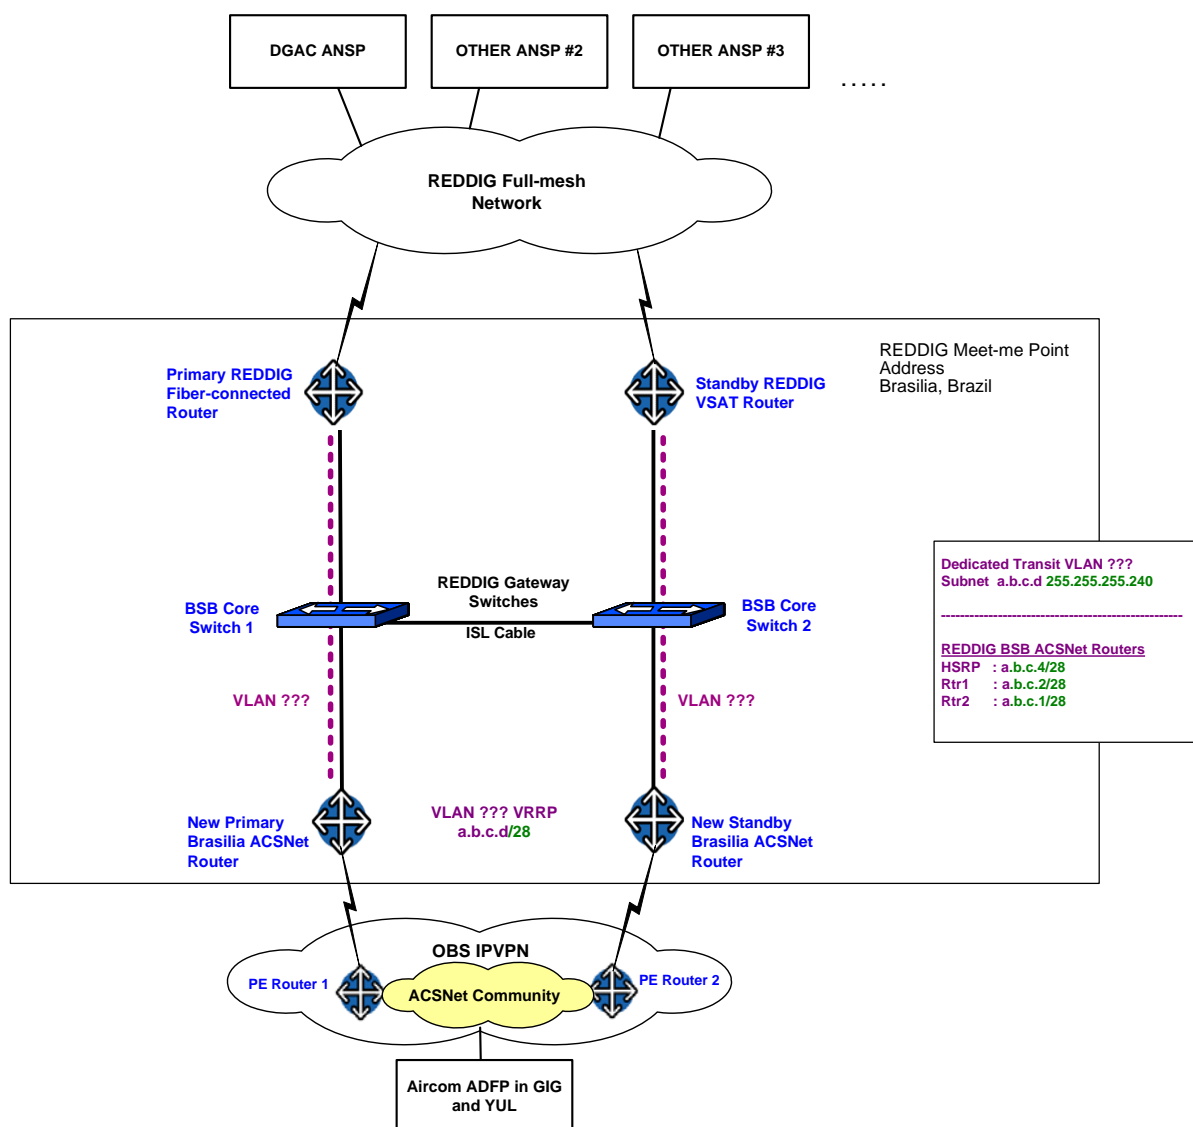 DGAC ANSP
OTHER ANSP #2
OTHER ANSP #3
.....
REDDIG Full-mesh
Network
REDDIG Meet-me Point
Address
Brasilia, Brazil
Primary REDDIG
Fiber-connected
Router
Standby REDDIG
VSAT Router
Dedicated Transit VLAN ???
Subnet a.b.c.d 255.255.255.240
----------------------------------------------------
REDDIG BSB ACSNet Routers
HSRP : a.b.c.4/28
Rtr1 : a.b.c.2/28
Rtr2 : a.b.c.1/28
REDDIG Gateway
Switches
ISL Cable
BSB Core
Switch 1
BSB Core
Switch 2
VLAN ???
VLAN ???
New Primary
Brasilia ACSNet
Router
VLAN ??? VRRP
a.b.c.d/28
New Standby
Brasilia ACSNet
Router
OBS IPVPN
PE Router 1
ACSNet Community
PE Router 2
Aircom ADFP in GIG
and YUL